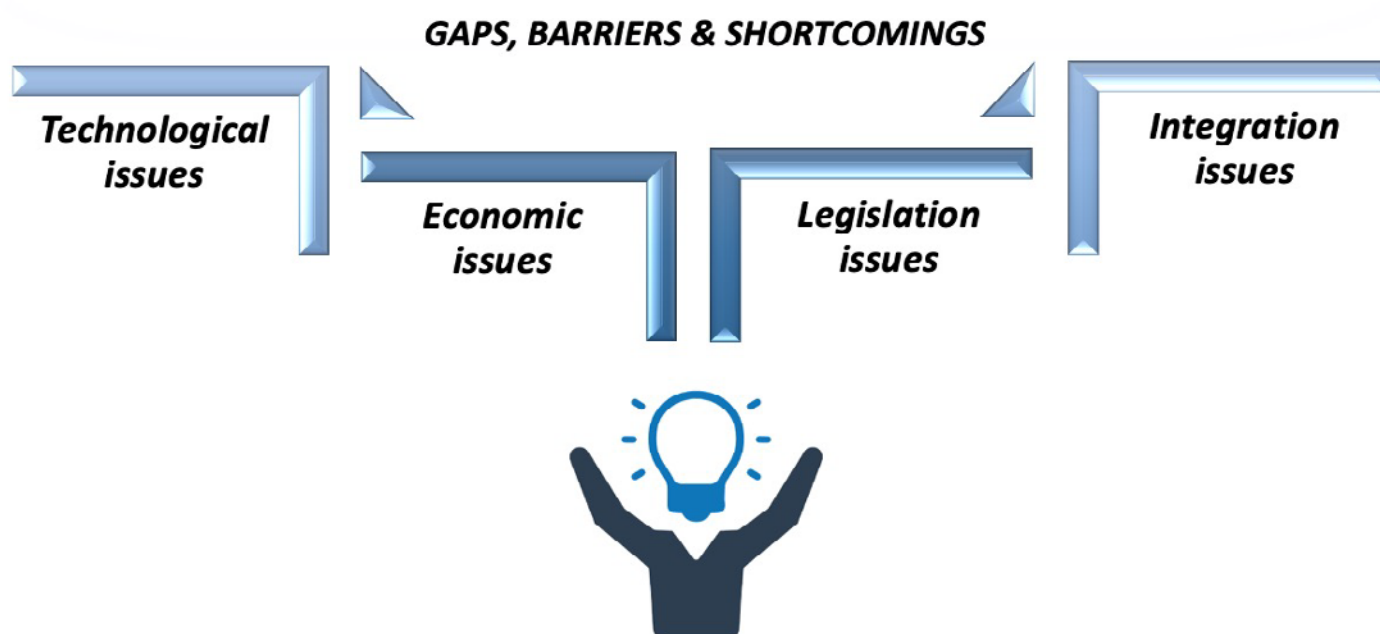 GAPS, BARRIERS & SHORTCOMINGS
Technological
issues
Economic
issues
Legislation
issues
Integration
issues